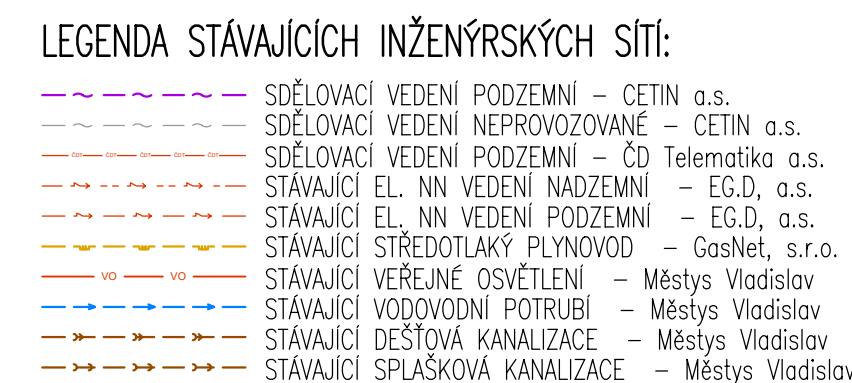 LEGENDA STÁVAJÍCÍCH INŽENÝRSKÝCH SÍTÍ:
SDĚLOVACÍ VEDENÍ PODZEMNÍ – CETIN a.s.
SDĚLOVACÍ VEDENÍ NEPROVOZOVANÉ – CETIN a.s.
ČDT ČDT ČDT ČDT ČDT SDĚLOVACÍ VEDENÍ PODZEMNÍ – ČD Telematika a.s.
STÁVAJÍCÍ EL. NN VEDENÍ NADZEMNÍ – EG.D, a.s.
STÁVAJÍCÍ EL. NN VEDENÍ PODZEMNÍ – EG.D, a.s.
STÁVAJÍCÍ STŘEDOTLAKÝ PLYNOVOD – GasNet, s.r.o.
VO VO STÁVAJÍCÍ VEŘEJNÉ OSVĚTLENÍ – Městys Vladislav
STÁVAJÍCÍ VODOVODNÍ POTRUBÍ – Městys Vladislav
STÁVAJÍCÍ DEŠŤOVÁ KANALIZACE – Městys Vladislav
STÁVAJÍCÍ SPLAŠKOVÁ KANALIZACE – Městys Vladislav